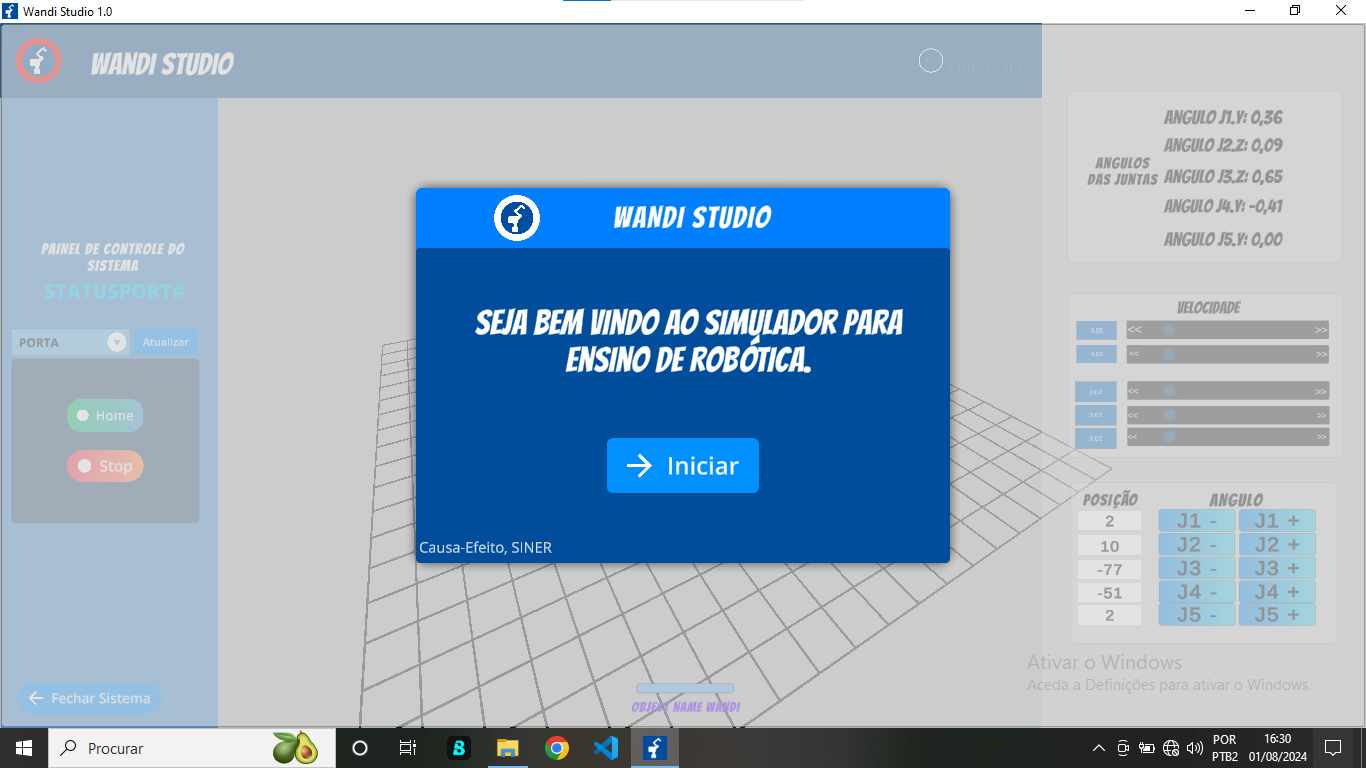 Wandi Studio 1.0
WANDI STUDIO
Linha OFF
PAINEL DE CONTROLE DO
SISTEMA
STATUSPORT#
PORTA
Atualizar
Home
Stop
Fechar Sistema
WANDI STUDIO
SEJA BEM VINDO AO SIMULADOR PARA
ENSINO DE ROBÓTICA.
Iniciar
Causa-Efeito, SINER
OBJECT NAME WANDI
ANGULOS
DAS JUNTAS
ANGULO J1.Y: 0,36
ANGULO J2.Z: 0,09
ANGULO J3.Z: 0,65
ANGULO J4.Y: -0,41
ANGULO J5.Y: 0,00
VELOCIDADE
0.02 << >>
0.02 << >>
0.02 << >>
0.02 << >>
0.02 << >>
POSIÇÃO ANGULO
2 J1 - J1 +
10 J2 - J2 +
-77 J3 - J3 +
-51 J4 - J4 +
2 J5 - J5 +
Ativar o Windows
Aceda a Definições para ativar o Windows.
Procurar
POR
PTB2
16:30
01/08/2024